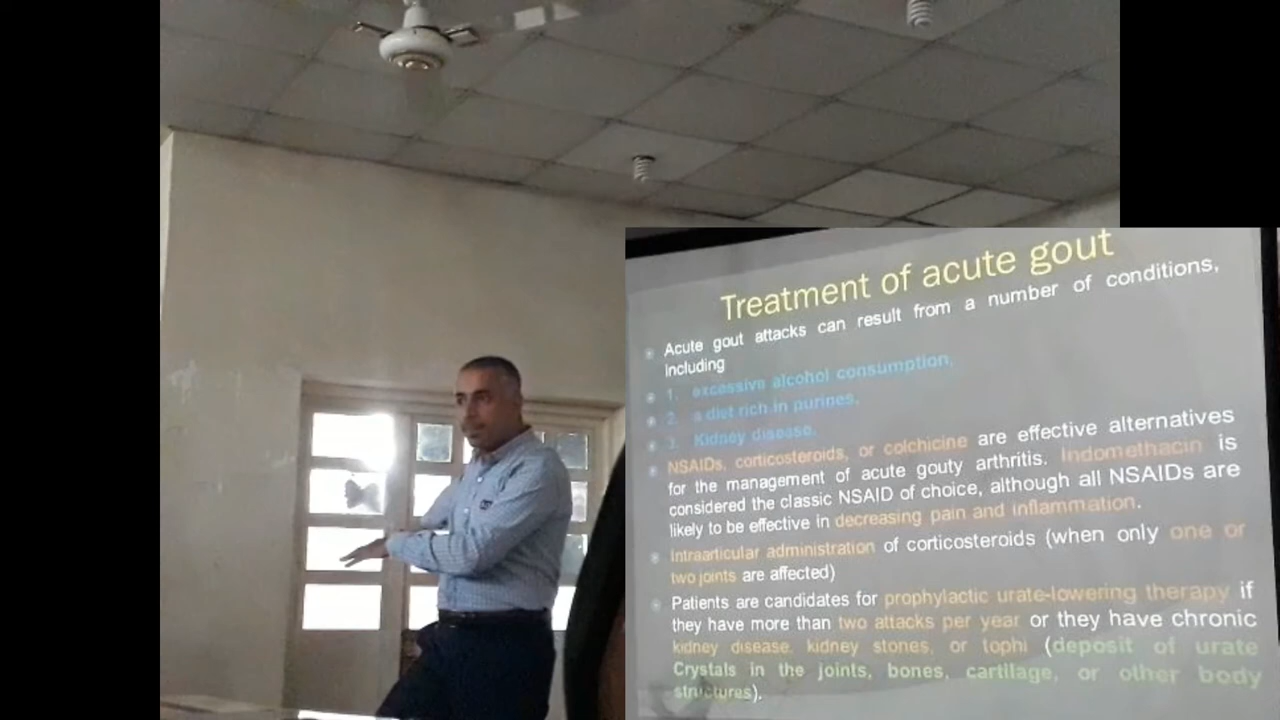 Treatment of acute gout
Acute gout attacks can result from a number of conditions,
including
1. excessive alcohol consumption,
2. a diet rich in purines,
3. Kidney disease.
NSAIDs, corticosteroids, or colchicine are effective alternatives
for the management of acute gouty arthritis. Indomethacin is
considered the classic NSAID of choice, although all NSAIDs are
likely to be effective in decreasing pain and inflammation.
Intraarticular administration of corticosteroids (when only one or
two joints are affected)
Patients are candidates for prophylactic urate-lowering therapy if
they have more than two attacks per year or they have chronic
kidney disease, kidney stones, or tophi (deposit of urate
Crystals in the joints, bones, cartilage, or other body
structures).